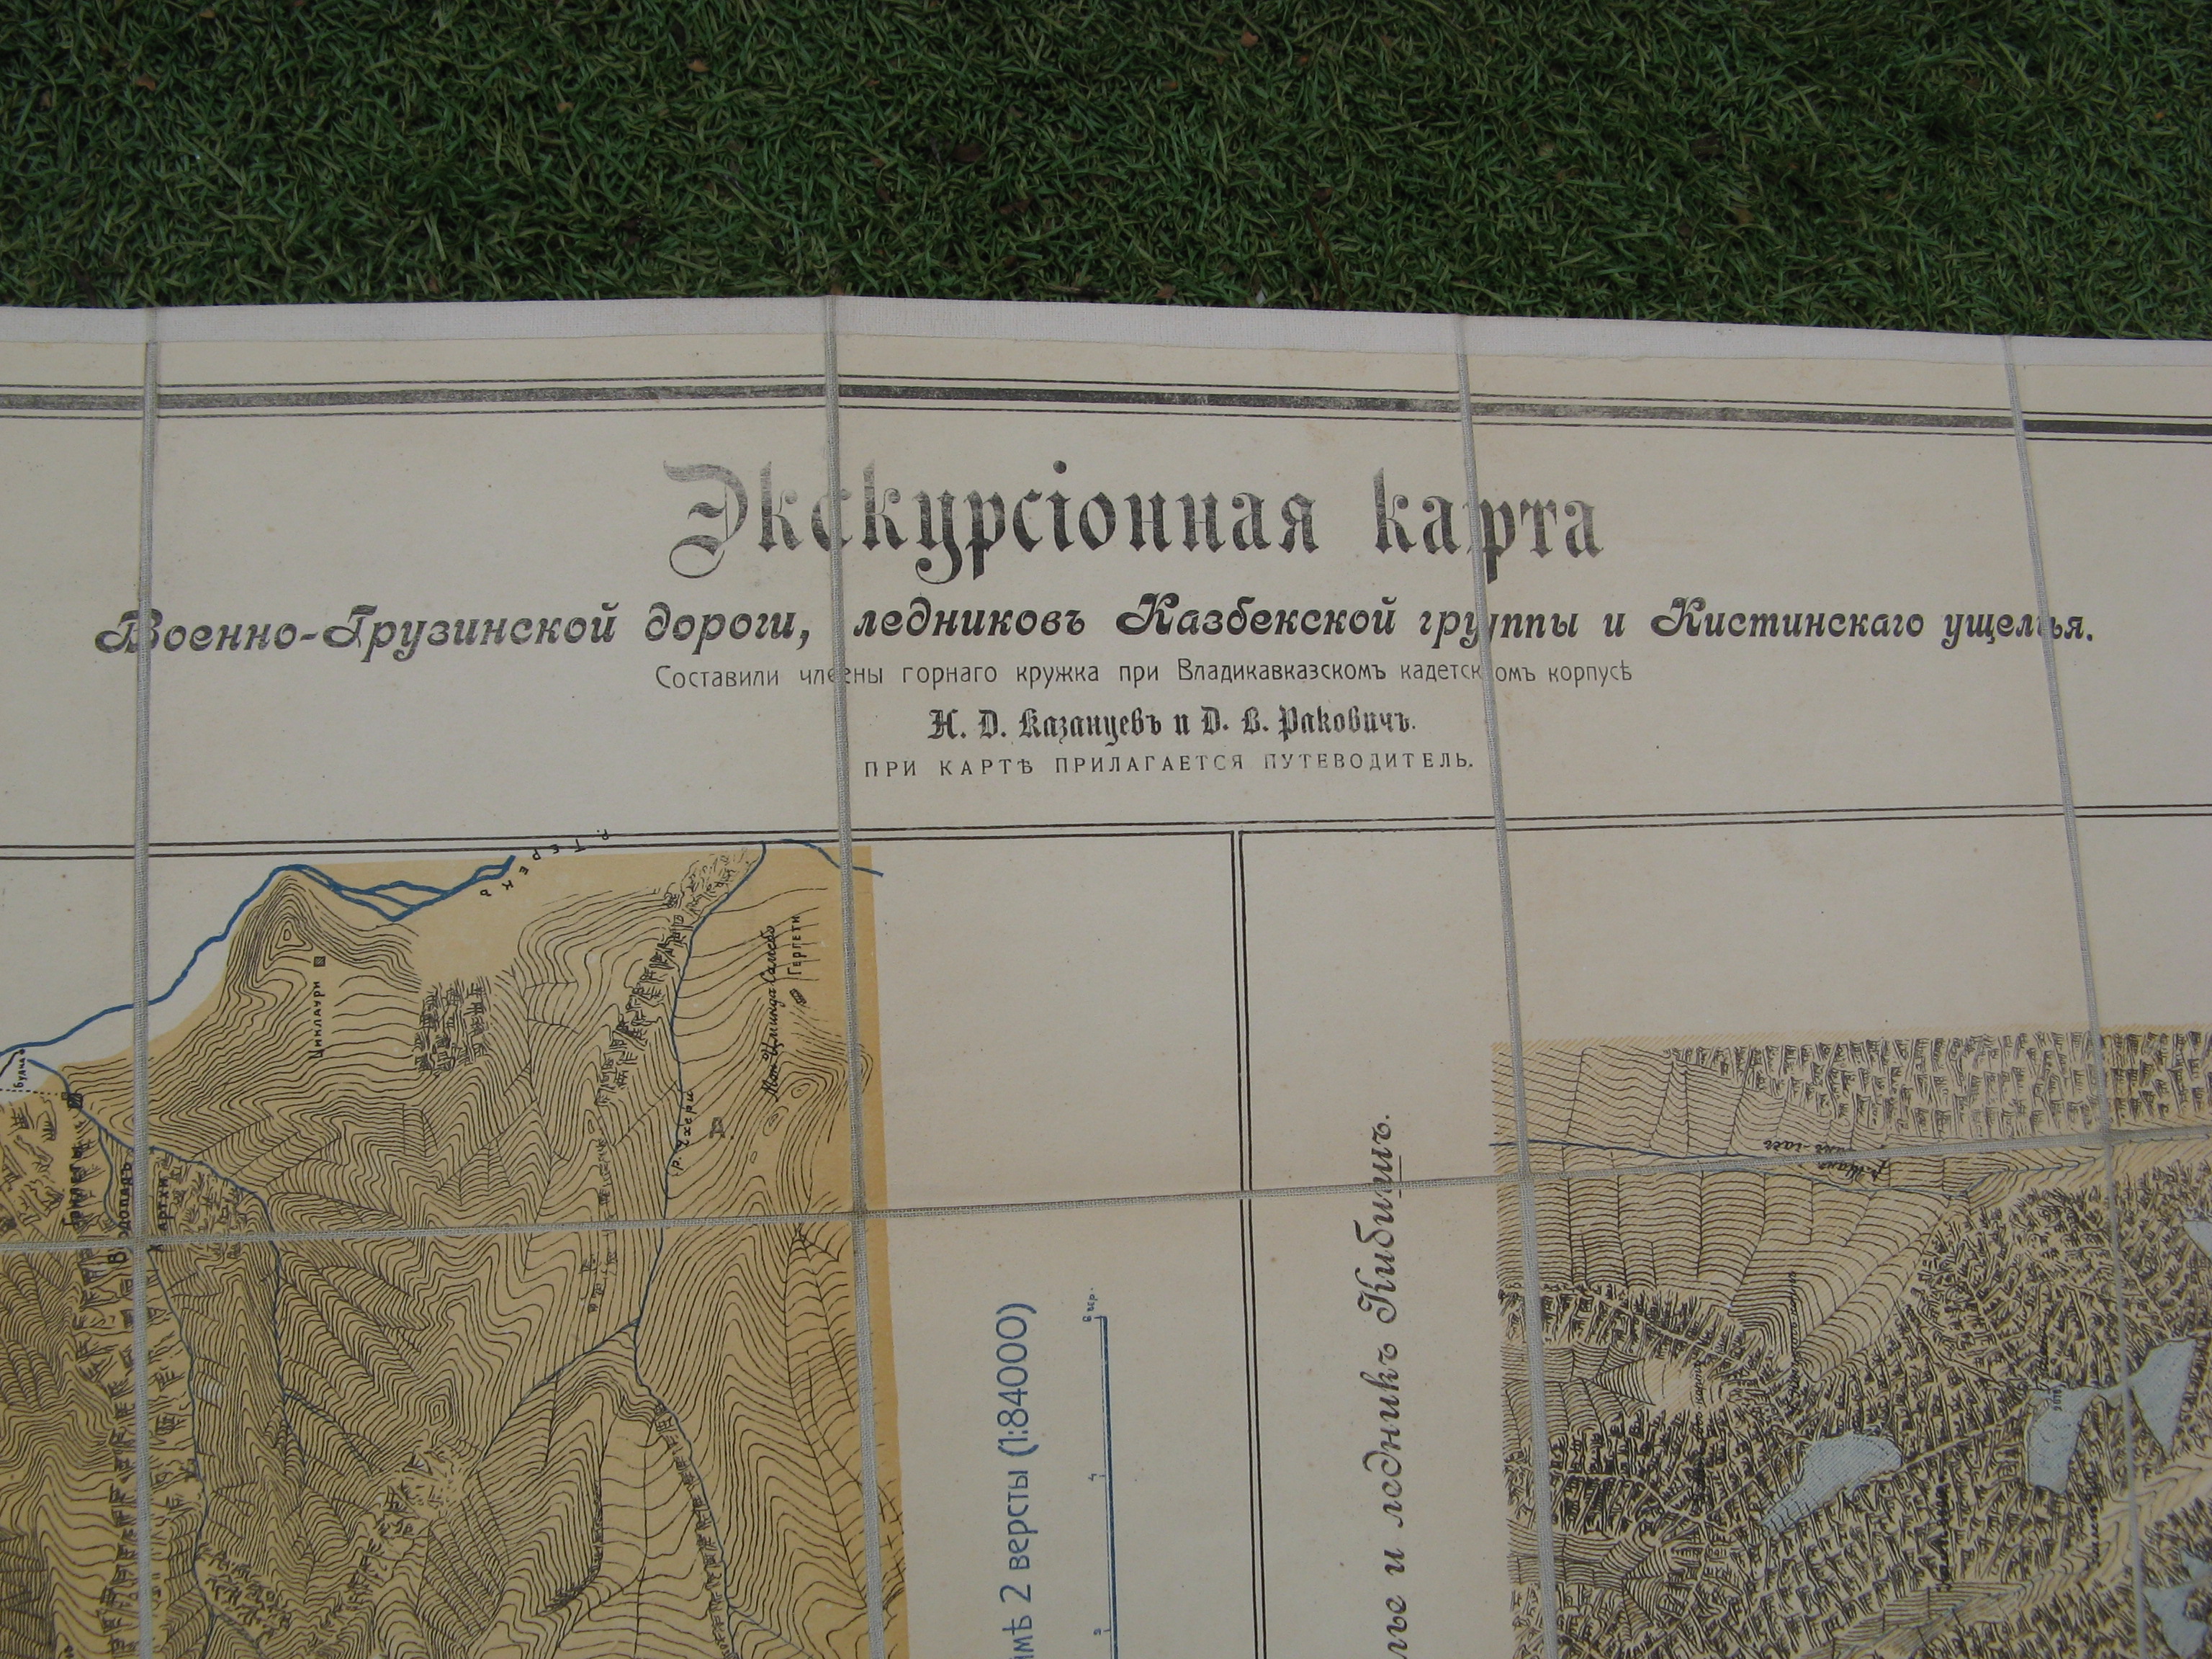 Экскурсіонная карта
Военно-Грузинской дороги, ледниковъ Казбекской группы и Кистинскаго ущелья.
Составили члены горнаго кружка при Владикавказскомъ кадетскомъ корпусѣ
Н. Д. Казанцевъ и Д. В. Раковичъ.
ПРИ КАРТѢ ПРИЛАГАЕТСЯ ПУТЕВОДИТЕЛЬ.
р. ТЕРЕКЪ
Циклаури
Гергети
р. Чхери
2 версты (1:84000)
и ледникъ Кибишъ.